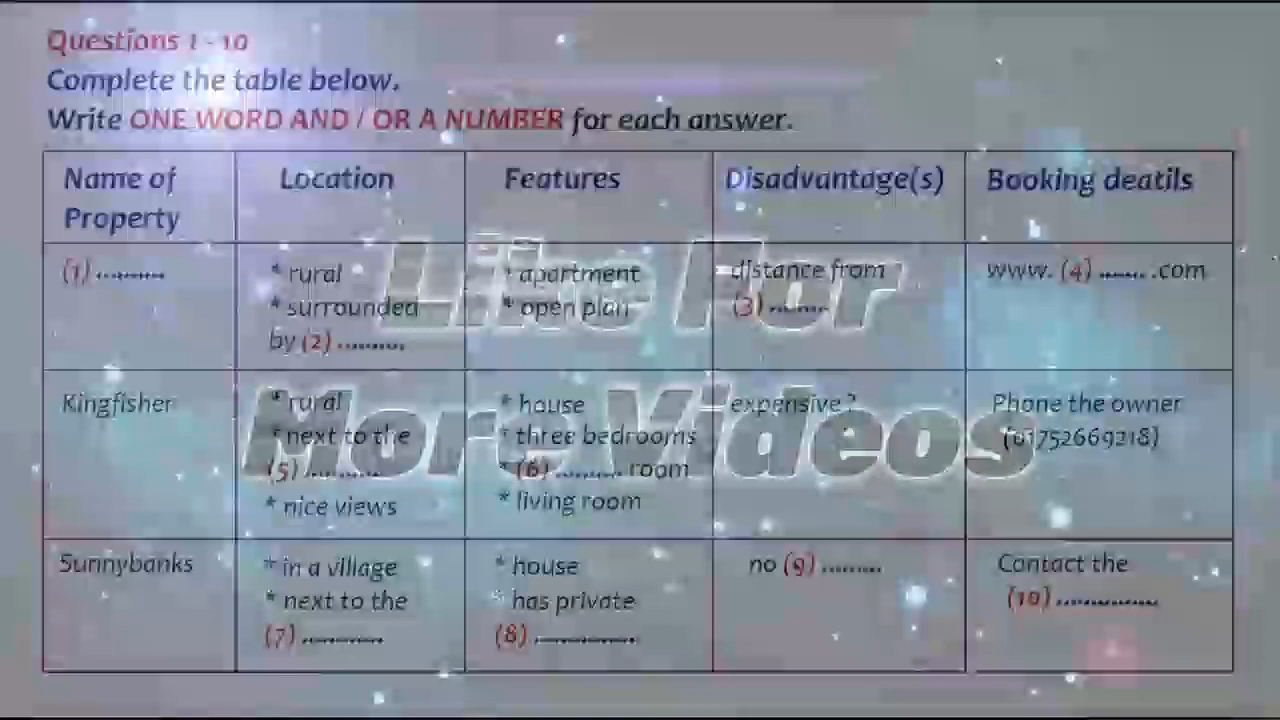 Questions 1 - 10
Complete the table below.
Write ONE WORD AND / OR A NUMBER for each answer.
Name of Property
Location
Features
Disadvantage(s)
Booking deatils
(1) ............
* rural
* surrounded
by (2) ............
* apartment
* open plan
distance from
(3) ............
www. (4) ........ .com
Kingfisher
* rural
* next to the
(5) ..............
* nice views
* house
* three bedrooms
* (6) ............ room
* living room
expensive ?
Phone the owner
(01752669218)
Sunnybanks
* in a village
* next to the
(7) ..............
* house
* has private
(8) ..................
no (9) ...........
Contact the
(10) ..................
Like For
More Videos